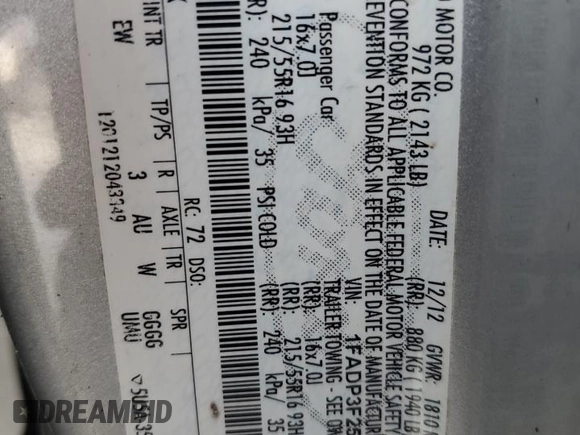 MOTOR CO.
DATE: 12/12 GVWR: 1810
972 KG ( 2143 LB) (RR): 880 KG ( 1940 LB
CONFORMS TO ALL APPLICABLE FEDERAL MOTOR VEHICLE SAFETY
EVENTION STANDARDS IN EFFECT ON THE DATE OF MANUFACTUR
VIN: 1FADP3F25
Passenger Car TRAILER TOWING - SEE OW
16x7.0J (RR): 16x7.0J
215/55R16 93H (RR): 215/55R16 93H
R): 240 kPa/ 35 PSI COLD (RR): 240 kPa/ 35
RC: 72 DSO:
INT TR TP/PS R AXLE TR SPR
EW 3 AU W GGGG
UMU
DREAMBID